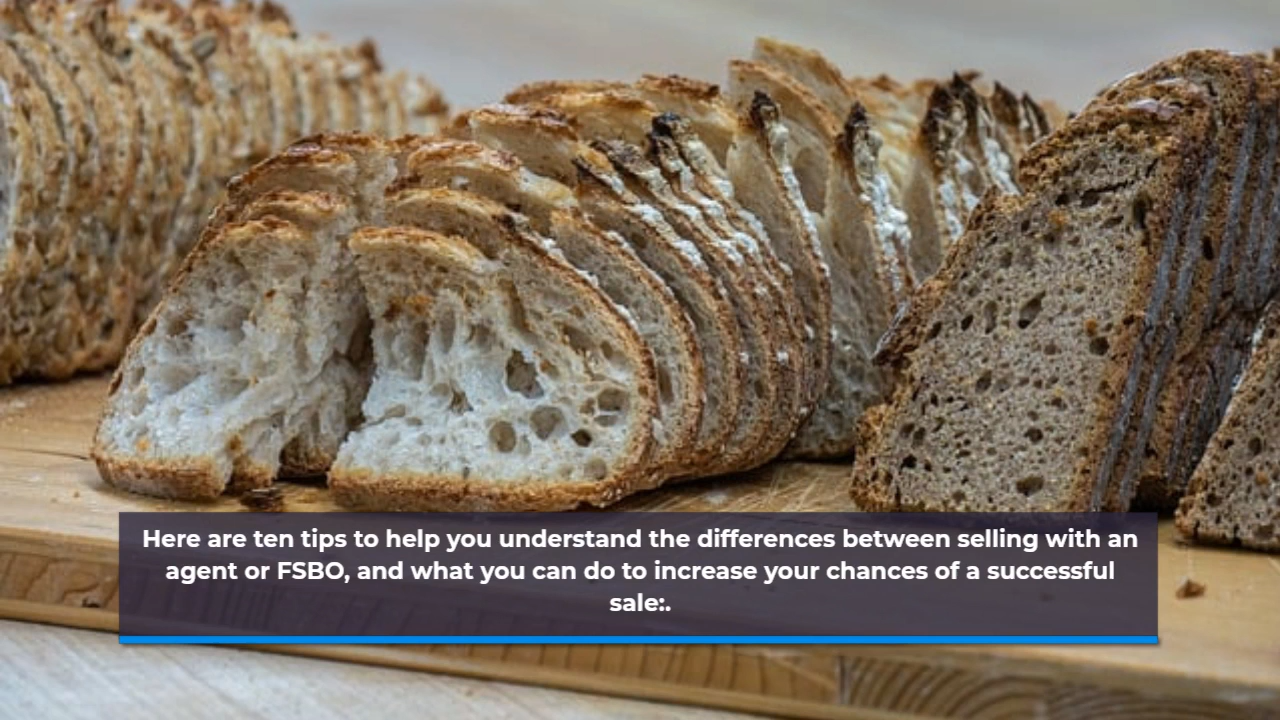 Here are ten tips to help you understand the differences between selling with an
agent or FSBO, and what you can do to increase your chances of a successful
sale:.